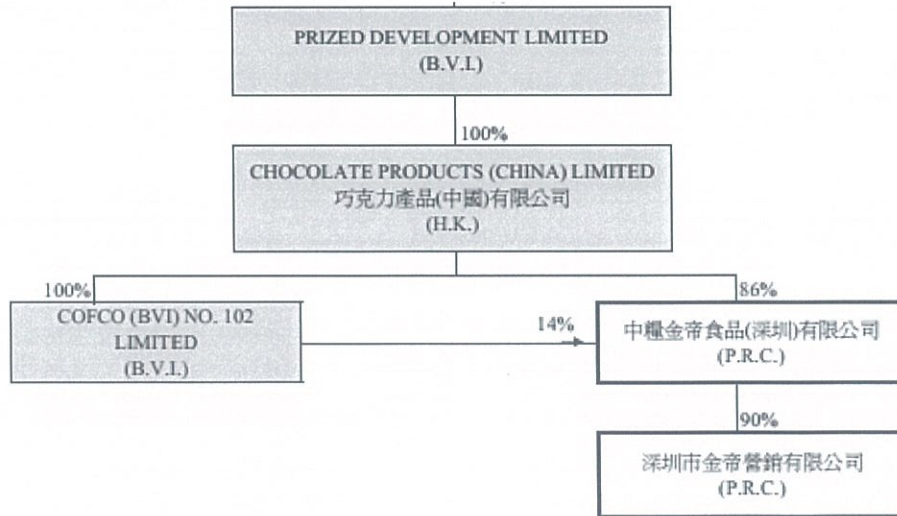 PRIZED DEVELOPMENT LIMITED
(B.V.I.)
100%
CHOCOLATE PRODUCTS (CHINA) LIMITED
巧克力產品(中國)有限公司
(H.K.)
100%
86%
COFCO (BVI) NO. 102
LIMITED
(B.V.I.)
14%
中糧金帝食品(深圳)有限公司
(P.R.C.)
90%
深圳市金帝營銷有限公司
(P.R.C.)